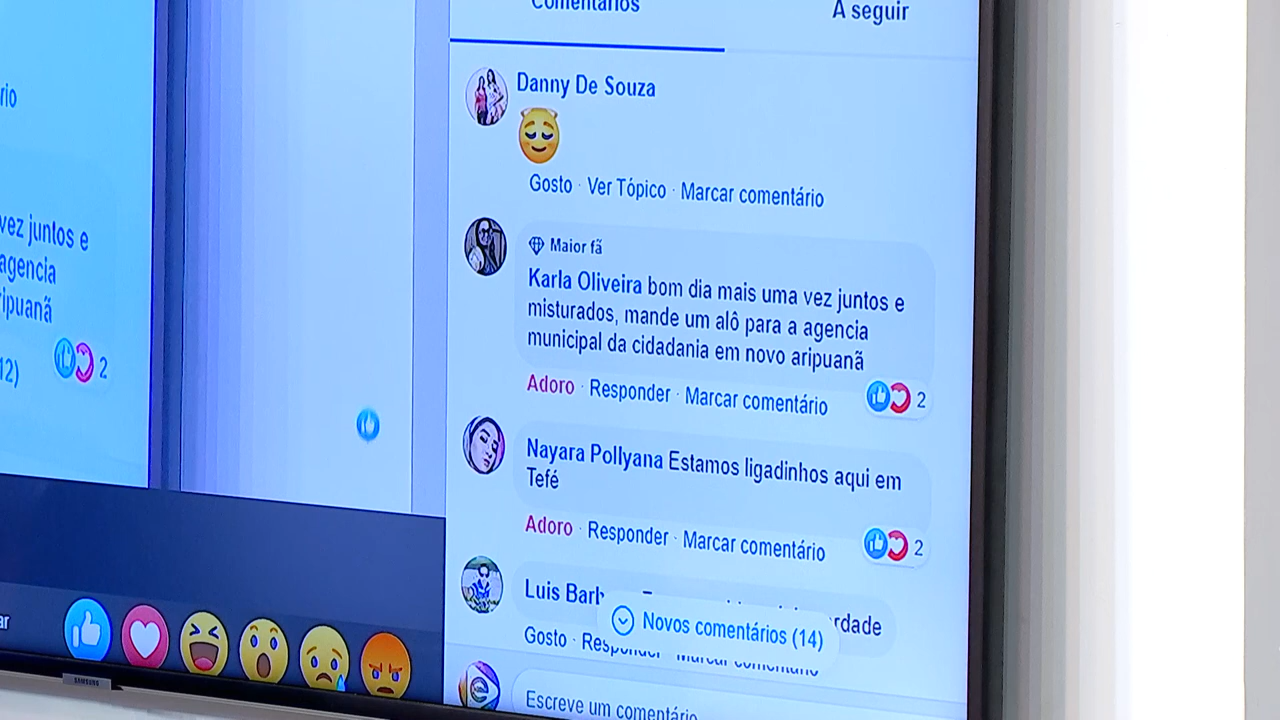 Comentários
A seguir
rio
Danny De Souza
Gosto · Ver Tópico · Marcar comentário
vez juntos e
agencia
ripuanã
12)
2
Maior fã
Karla Oliveira bom dia mais uma vez juntos e
misturados, mande um alô para a agencia
municipal da cidadania em novo aripuanã
Adoro · Responder · Marcar comentário
2
Nayara Pollyana Estamos ligadinhos aqui em
Tefé
Adoro · Responder · Marcar comentário
2
Luis Barb
rdade
Novos comentários (14)
Gosto · Responder Marcar comentário
Escreve um comentário
ar
SAMSUNG